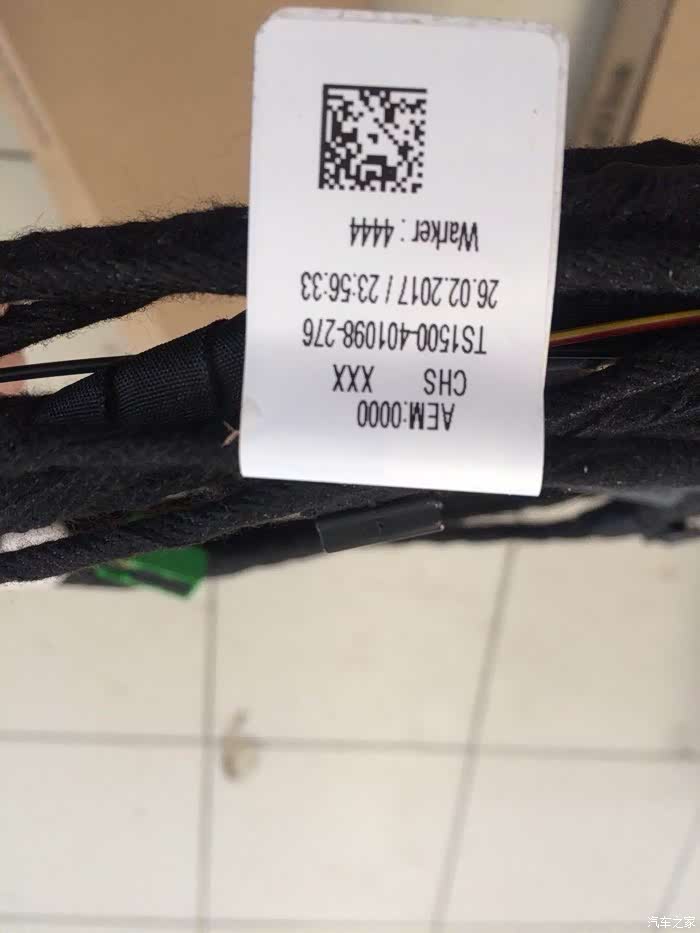 AEM:0000
CHS XXX
TS1500-401098-276
26.02.2017 / 23:56:33
Warker : 4444
汽车之家